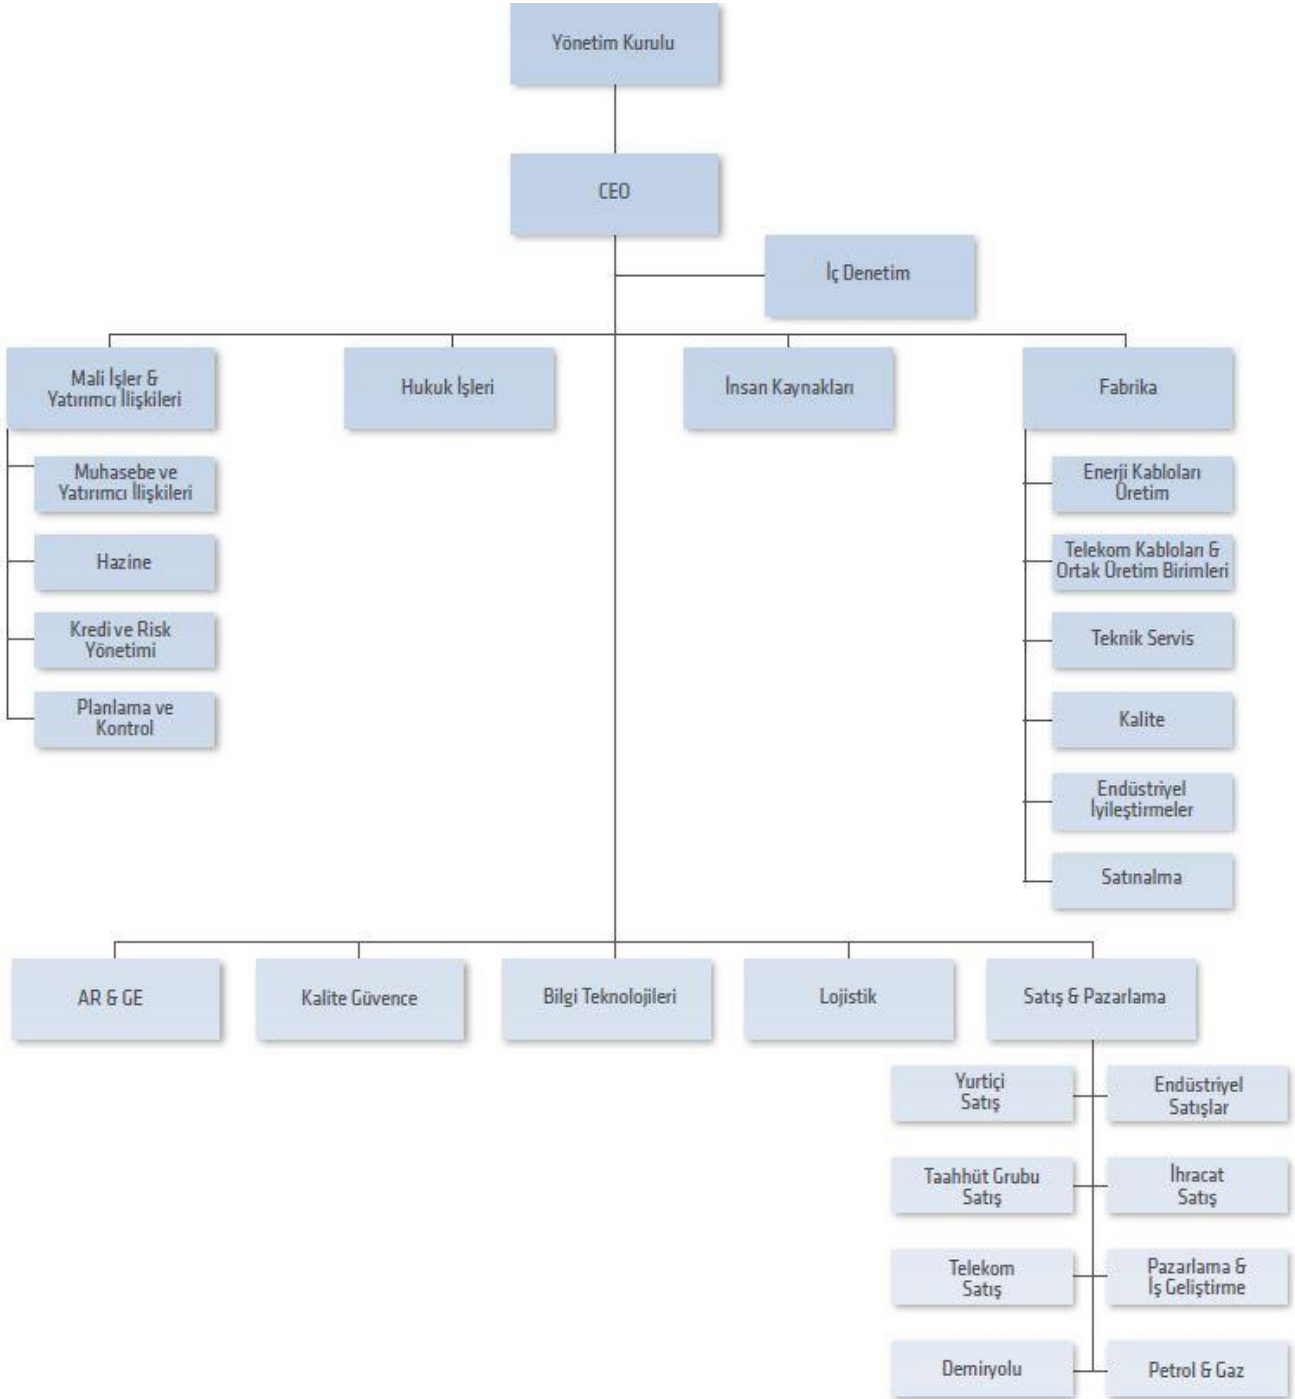 Yönetim Kurulu
CEO
İç Denetim
Mali İşler &
Yatırımcı İlişkileri
Hukuk İşleri
İnsan Kaynakları
Fabrika
Muhasebe ve
Yatırımcı İlişkileri
Hazine
Kredi ve Risk
Yönetimi
Planlama ve
Kontrol
Enerji Kabloları
Üretim
Telekom Kabloları &
Ortak Üretim Birimleri
Teknik Servis
Kalite
Endüstriyel
İyileştirmeler
Satınalma
AR & GE
Kalite Güvence
Bilgi Teknolojileri
Lojistik
Satış & Pazarlama
Yurtiçi
Satış
Endüstriyel
Satışlar
Taahhüt Grubu
Satış
İhracat
Satış
Telekom
Satış
Pazarlama &
İş Geliştirme
Demiryolu
Petrol & Gaz